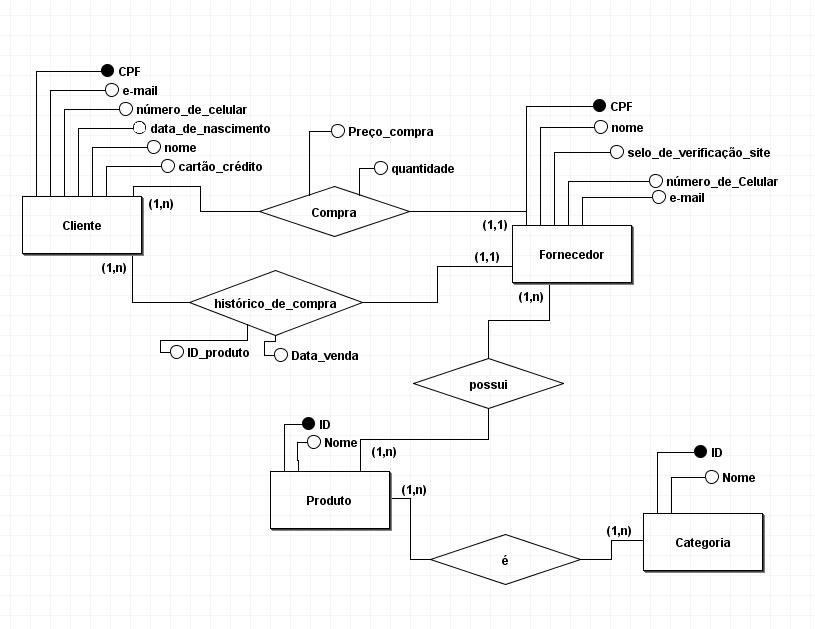 CPF
e-mail
número_de_celular
data_de_nascimento
nome
cartão_crédito
Cliente
(1,n)
(1,n)
Preço_compra
quantidade
Compra
CPF
nome
selo_de_verificação_site
número_de_Celular
e-mail
(1,1)
Fornecedor
(1,1)
(1,n)
histórico_de_compra
ID_produto
Data_venda
possui
ID
Nome
(1,n)
Produto
(1,n)
ID
Nome
(1,n)
Categoria
é